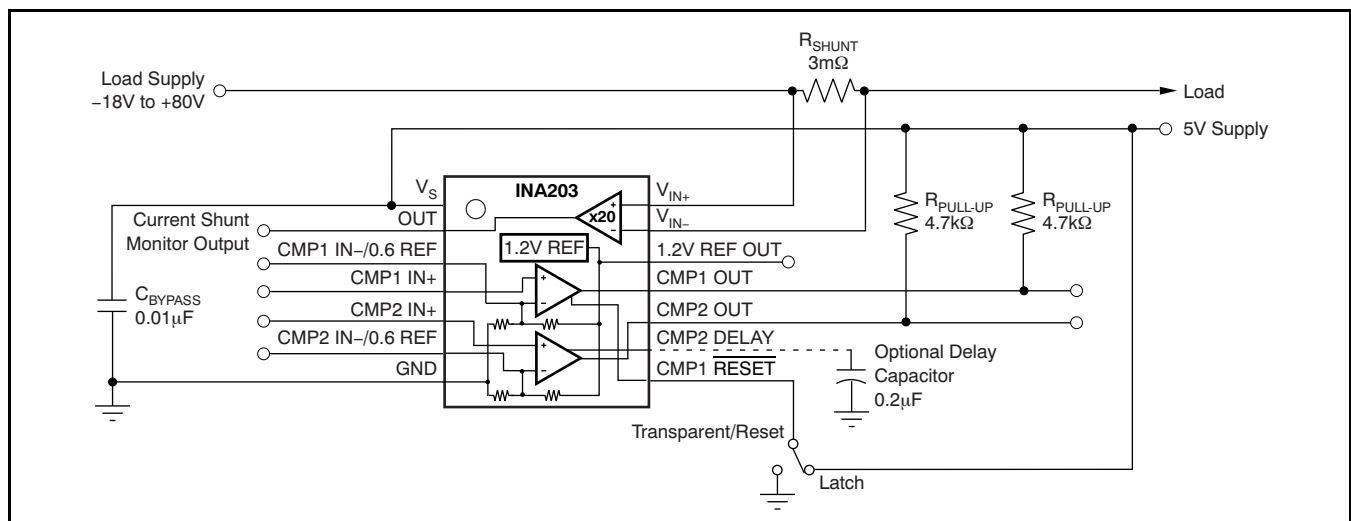 R_SHUNT
3mΩ
Load Supply
−18V to +80V
Load
5V Supply
V_S
INA203
V_IN+
OUT
x20
V_IN−
R_PULL-UP
4.7kΩ
R_PULL-UP
4.7kΩ
Current Shunt
Monitor Output
CMP1 IN−/0.6 REF
1.2V REF
1.2V REF OUT
CMP1 IN+
CMP1 OUT
C_BYPASS
0.01μF
CMP2 IN+
CMP2 OUT
CMP2 IN−/0.6 REF
CMP2 DELAY
GND
CMP1 R̅E̅S̅E̅T̅
Optional Delay
Capacitor
0.2μF
Transparent/Reset
Latch